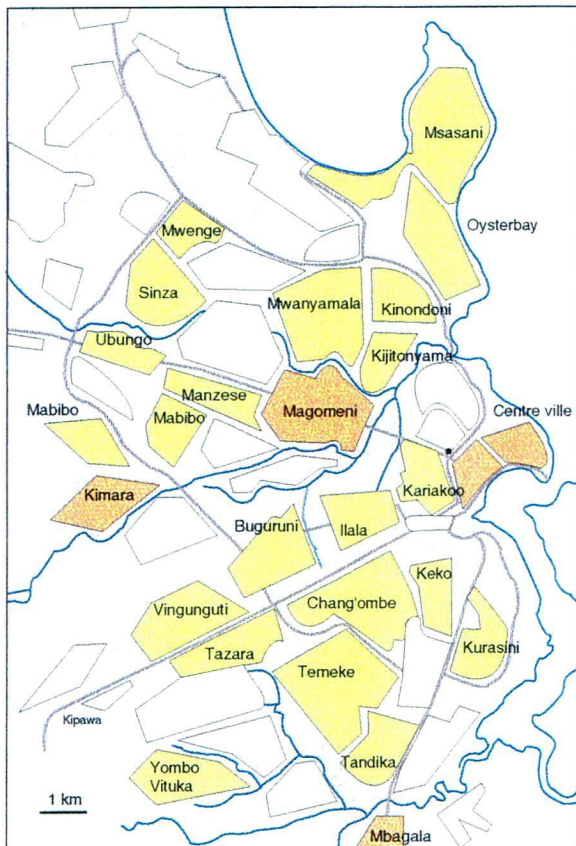 Msasani
Oysterbay
Mwenge
Sinza
Mwanyamala
Kinondoni
Ubungo
Kijitonyama
Manzese
Mabibo
Mabibo
Magomeni
Centre ville
Kimara
Kariakoo
Buguruni
Ilala
Keko
Vingunguti
Chang'ombe
Kurasini
Tazara
Temeke
Kipawa
Yombo
Vituka
Tandika
1 km
Mbagala